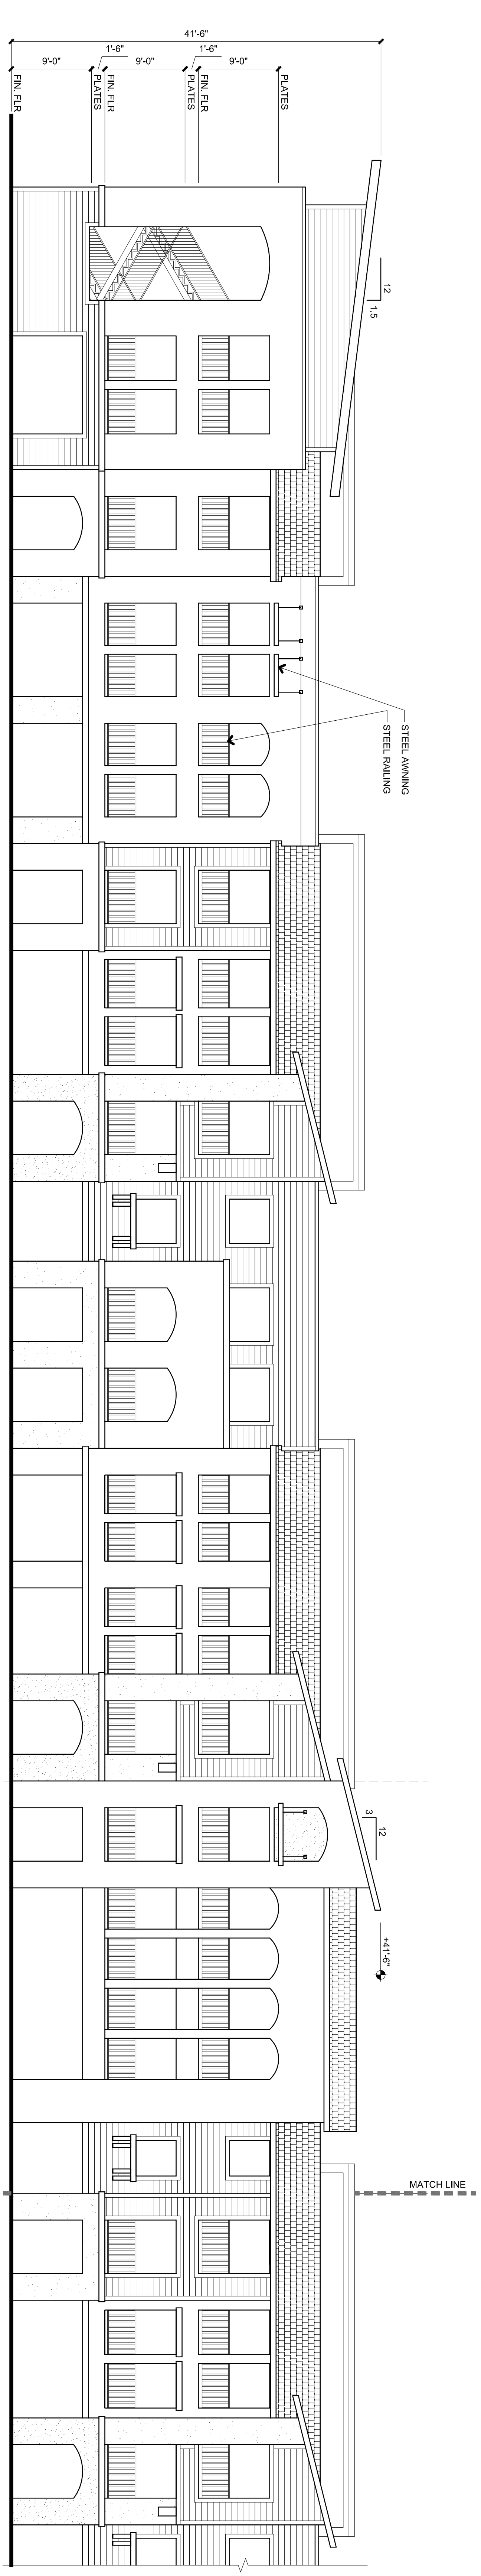 41'-6"
9'-0"
1'-6"
9'-0"
1'-6"
9'-0"
FIN. FLR
PLATES
FIN. FLR
PLATES
FIN. FLR
PLATES
12
1.5
STEEL AWNING
STEEL RAILING
3
12
+41'-6"
MATCH LINE